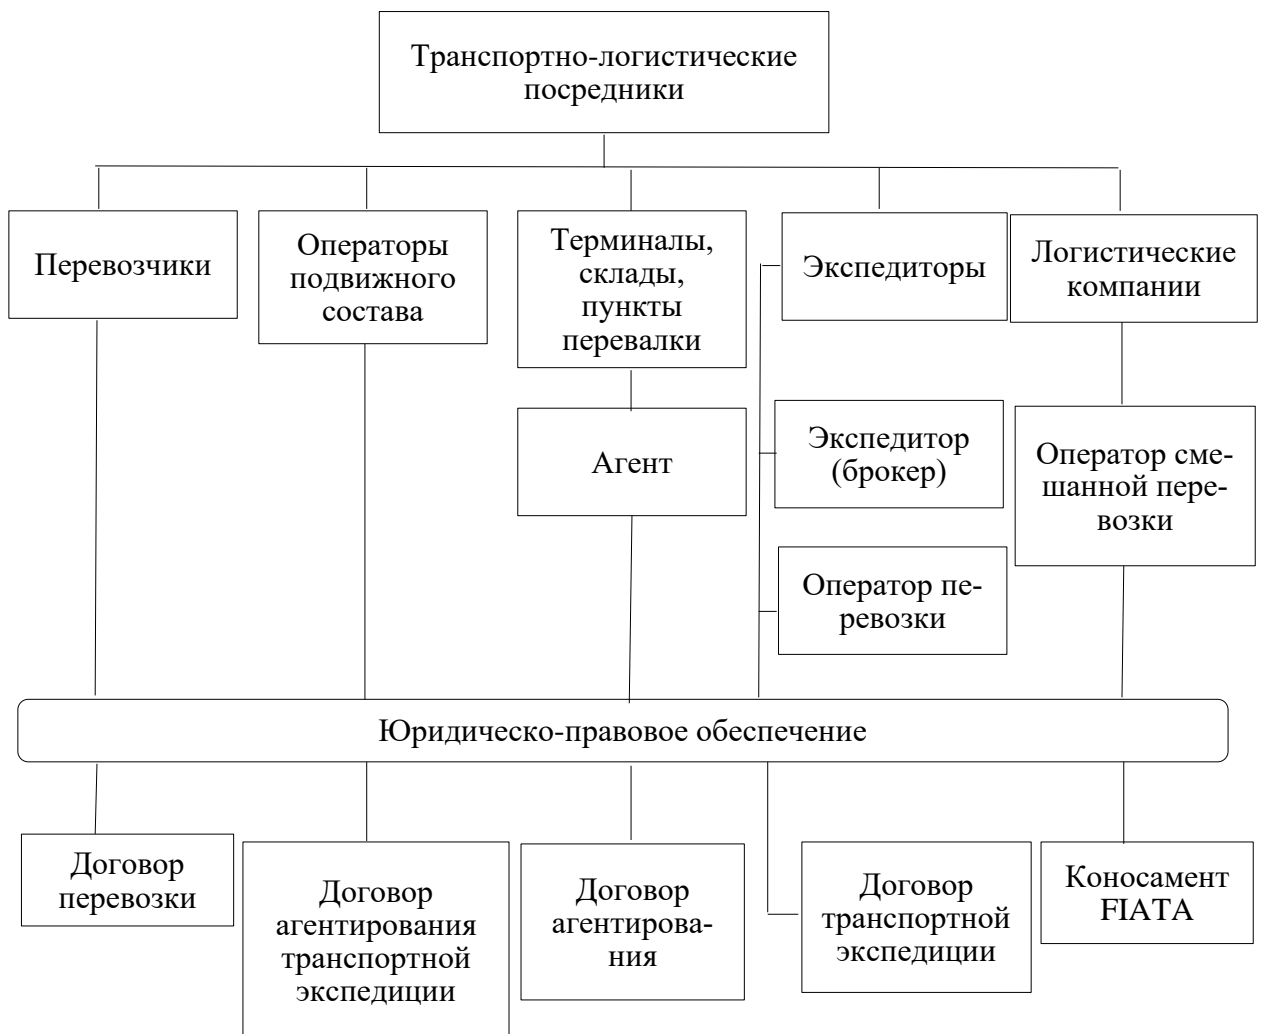 Транспортно-логистические
посредники
Перевозчики
Операторы
подвижного
состава
Терминалы,
склады,
пункты
перевалки
Экспедиторы
Логистические
компании
Агент
Экспедитор
(брокер)
Оператор сме-
шанной пере-
возки
Оператор пе-
ревозки
Юридическо-правовое обеспечение
Договор
перевозки
Договор
агентирования
транспортной
экспедиции
Договор
агентирова-
ния
Договор
транспортной
экспедиции
Коносамент
FIATA